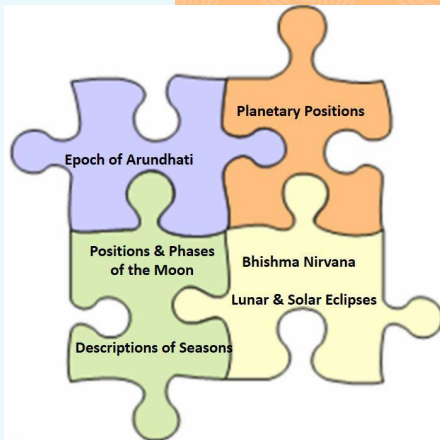 Planetary Positions
Epoch of Arundhati
Positions & Phases
of the Moon
Bhishma Nirvana
Lunar & Solar Eclipses
Descriptions of Seasons